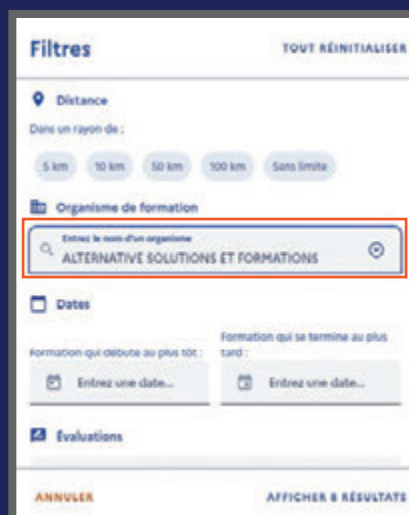 Filtres
TOUT RÉINITIALISER
Distance
Dans un rayon de :
5 km 10 km 50 km 100 km Sans limite
Organisme de formation
Entrez le nom d'un organisme
ALTERNATIVE SOLUTIONS ET FORMATIONS
Dates
Formation qui débute au plus tôt :
Entrez une date...
Formation qui se termine au plus
tard :
Entrez une date...
Évaluations
ANNULER
AFFICHER 8 RÉSULTATS